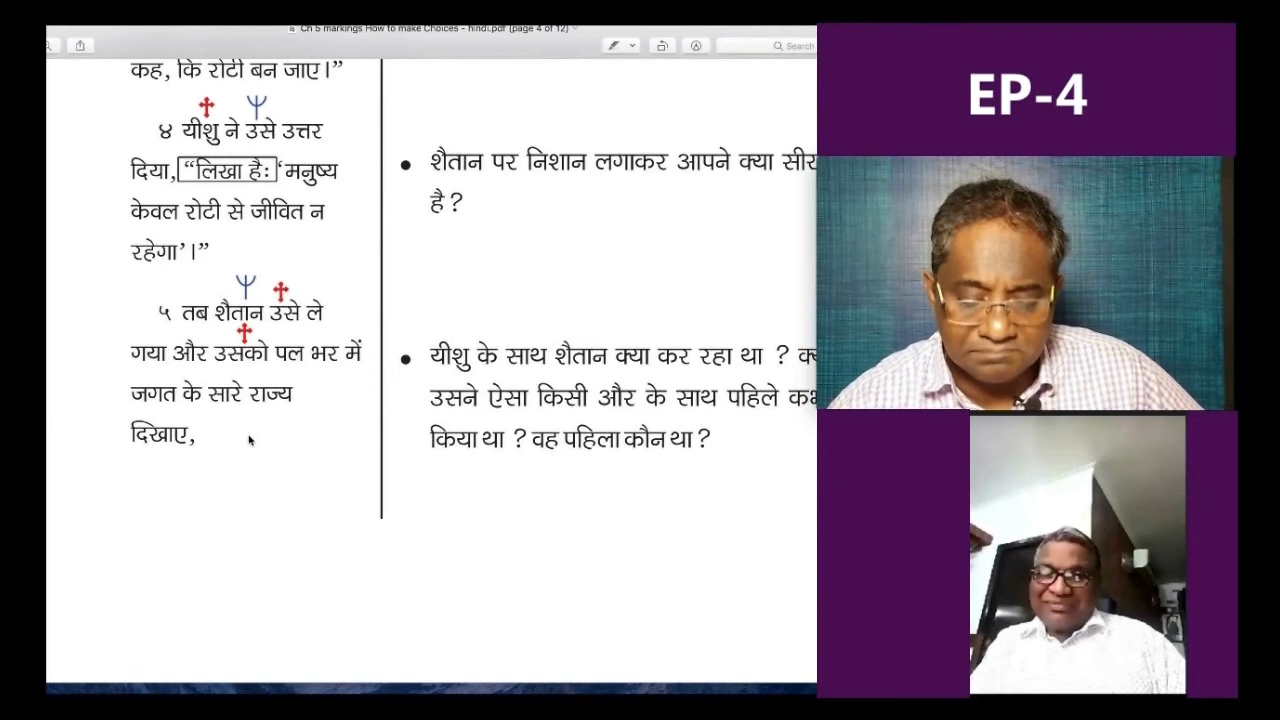 Ch 5 markings How to make Choices - hindi.pdf (page 4 of 12)
Search
कह, कि रोटी बन जाए।”
४ यीशु ने उसे उत्तर
दिया, “लिखा है: ‘मनुष्य
केवल रोटी से जीवित न
रहेगा’।”
५ तब शैतान उसे ले
गया और उसको पल भर में
जगत के सारे राज्य
दिखाए,
शैतान पर निशान लगाकर आपने क्या
है ?
यीशु के साथ शैतान क्या कर रहा था ?
उसने ऐसा किसी और के साथ पहिले
किया था ? वह पहिला कौन था ?
EP-4